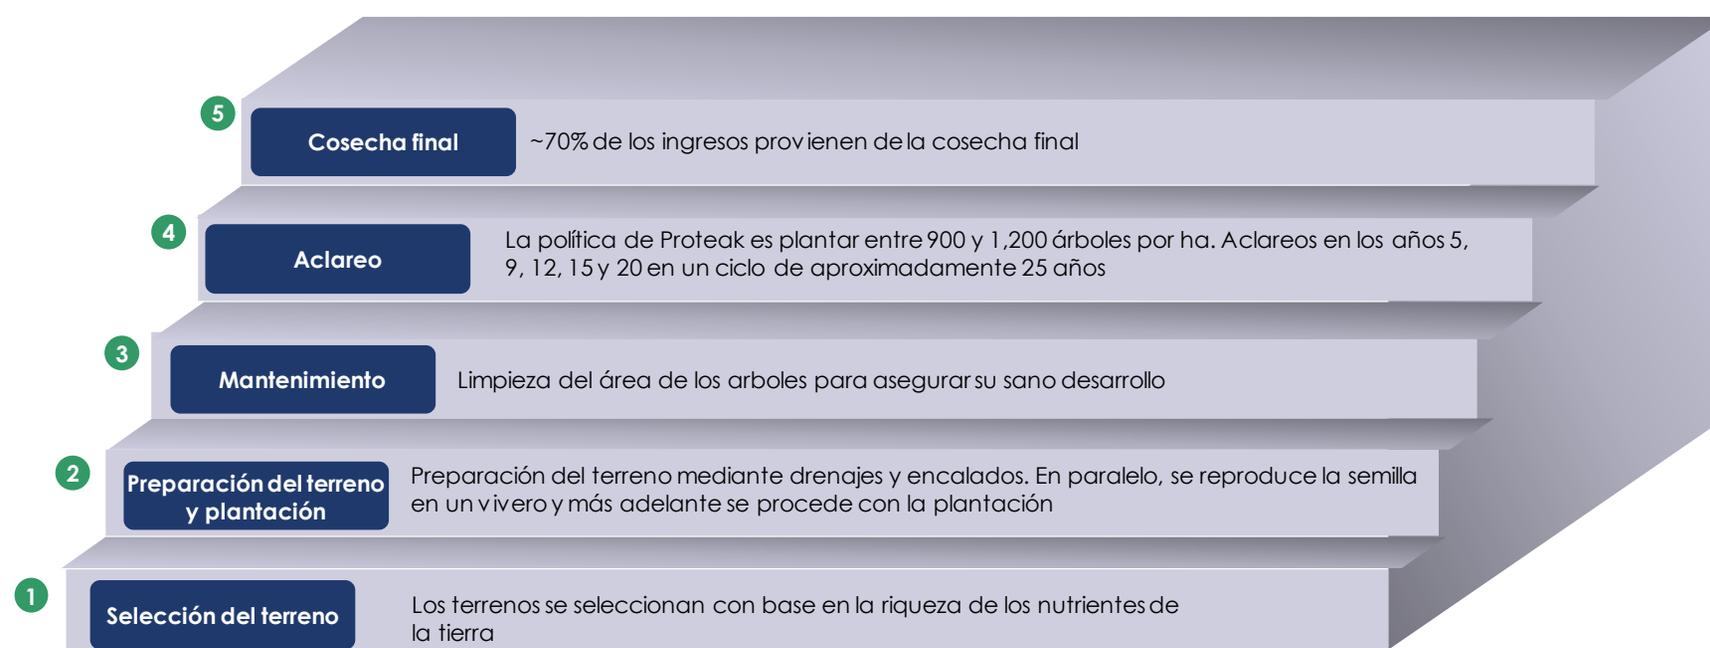 5
Cosecha final
~70% de los ingresos provienen de la cosecha final
4
Aclareo
La política de Proteak es plantar entre 900 y 1,200 árboles por ha. Aclareos en los años 5,
9, 12, 15 y 20 en un ciclo de aproximadamente 25 años
3
Mantenimiento
Limpieza del área de los arboles para asegurar su sano desarrollo
2
Preparación del terreno
y plantación
Preparación del terreno mediante drenajes y encalados. En paralelo, se reproduce la semilla
en un vivero y más adelante se procede con la plantación
1
Selección del terreno
Los terrenos se seleccionan con base en la riqueza de los nutrientes de
la tierra